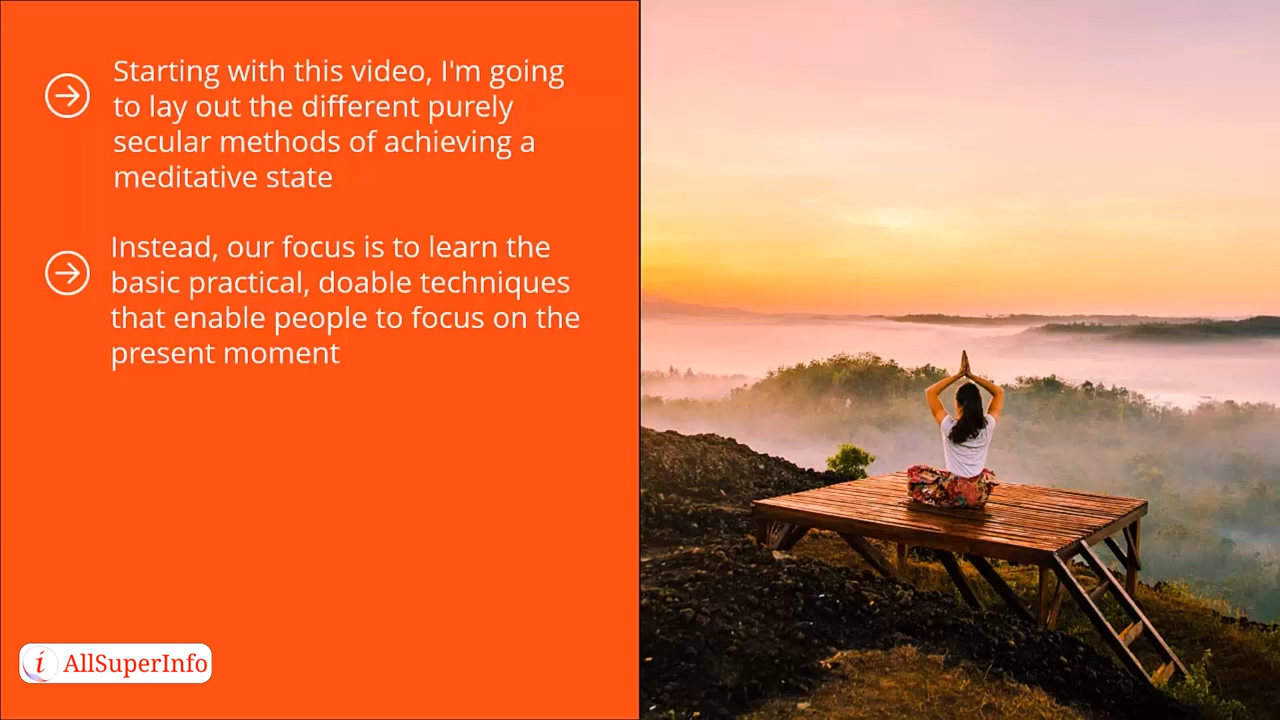 Starting with this video, I'm going
to lay out the different purely
secular methods of achieving a
meditative state
Instead, our focus is to learn the
basic practical, doable techniques
that enable people to focus on the
present moment
i AllSuperInfo